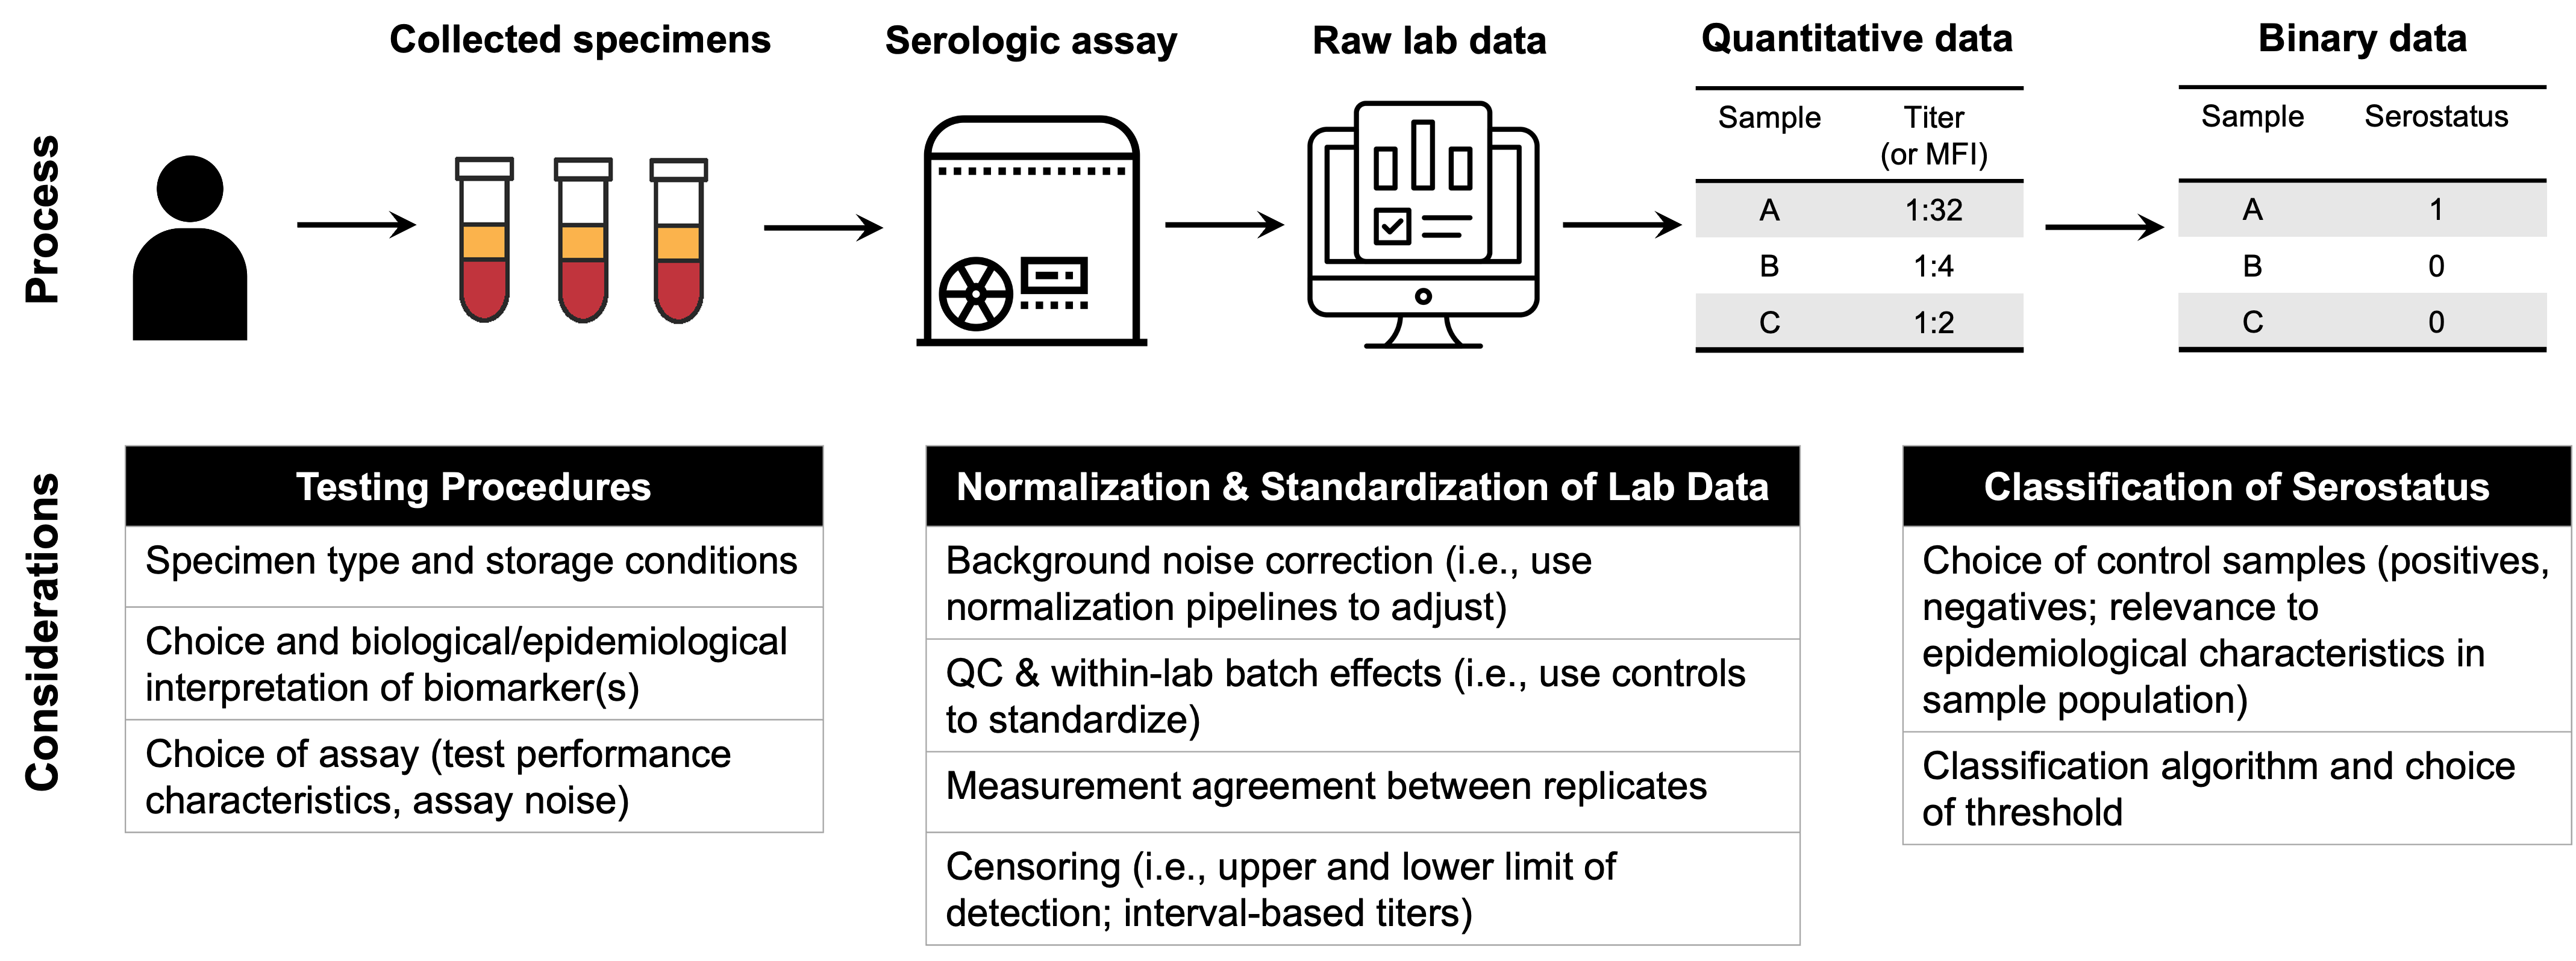 Process
Collected specimens
Serologic assay
Raw lab data
Quantitative data
Sample Titer
(or MFI)
A 1:32
B 1:4
C 1:2
Binary data
Sample Serostatus
A 1
B 0
C 0
Considerations
Testing Procedures
Specimen type and storage conditions
Choice and biological/epidemiological
interpretation of biomarker(s)
Choice of assay (test performance
characteristics, assay noise)
Normalization & Standardization of Lab Data
Background noise correction (i.e., use
normalization pipelines to adjust)
QC & within-lab batch effects (i.e., use controls
to standardize)
Measurement agreement between replicates
Censoring (i.e., upper and lower limit of
detection; interval-based titers)
Classification of Serostatus
Choice of control samples (positives,
negatives; relevance to
epidemiological characteristics in
sample population)
Classification algorithm and choice
of threshold